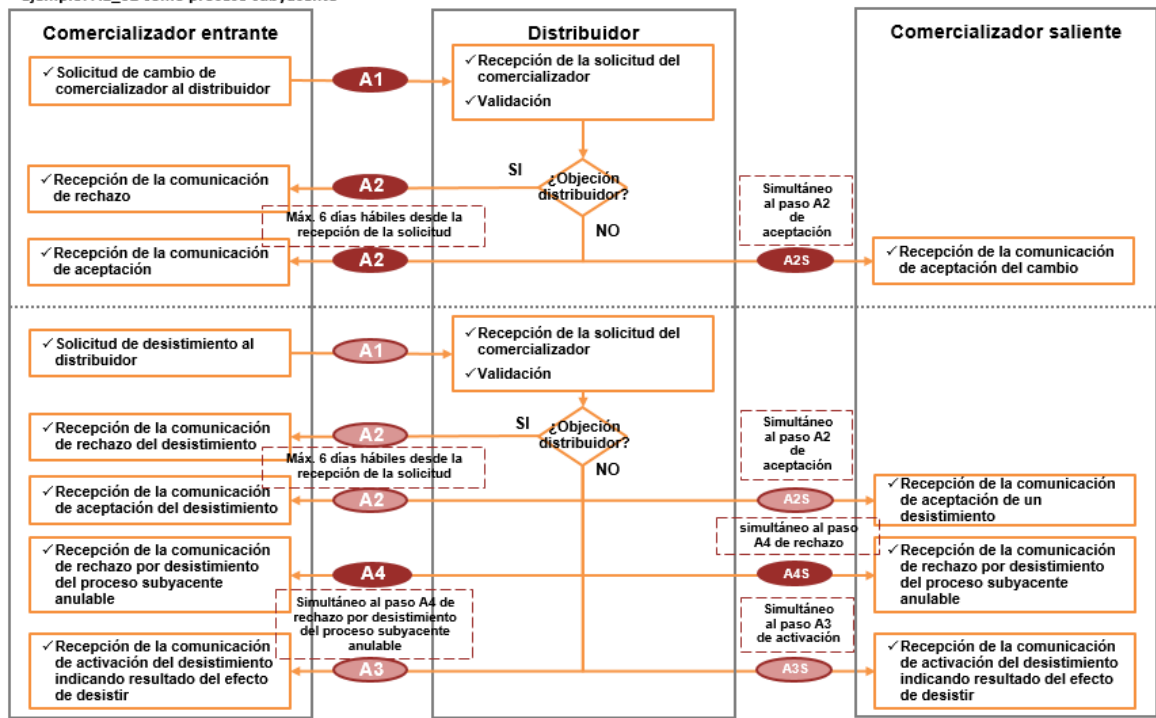 Comercializador entrante
Distribuidor
Comercializador saliente
✓ Solicitud de cambio de
comercializador al distribuidor
A1
✓ Recepción de la solicitud del
comercializador
✓ Validación
✓ Recepción de la comunicación
de rechazo
A2
SI
¿Objeción
distribuidor?
Simultáneo
al paso A2
de
aceptación
Máx. 6 días hábiles desde la
recepción de la solicitud
NO
✓ Recepción de la comunicación
de aceptación
A2
A2S
✓ Recepción de la comunicación
de aceptación del cambio
✓ Solicitud de desistimiento al
distribuidor
A1
✓ Recepción de la solicitud del
comercializador
✓ Validación
✓ Recepción de la comunicación
de rechazo del desistimiento
A2
SI
¿Objeción
distribuidor?
Simultáneo
al paso A2
de
aceptación
Máx. 6 días hábiles desde la
recepción de la solicitud
NO
✓ Recepción de la comunicación
de aceptación del desistimiento
A2
A2S
✓ Recepción de la comunicación
de aceptación de un
desistimiento
simultáneo al paso
A4 de rechazo
✓ Recepción de la comunicación
de rechazo por desistimiento
del proceso subyacente
anulable
A4
A4S
✓ Recepción de la comunicación
de rechazo por desistimiento
del proceso subyacente
anulable
Simultáneo al paso A4 de
rechazo por desistimiento
del proceso subyacente
anulable
Simultáneo
al paso A3
de activación
✓ Recepción de la comunicación
de activación del desistimiento
indicando resultado del efecto
de desistir
A3
A3S
✓ Recepción de la comunicación
de activación del desistimiento
indicando resultado del efecto
de desistir